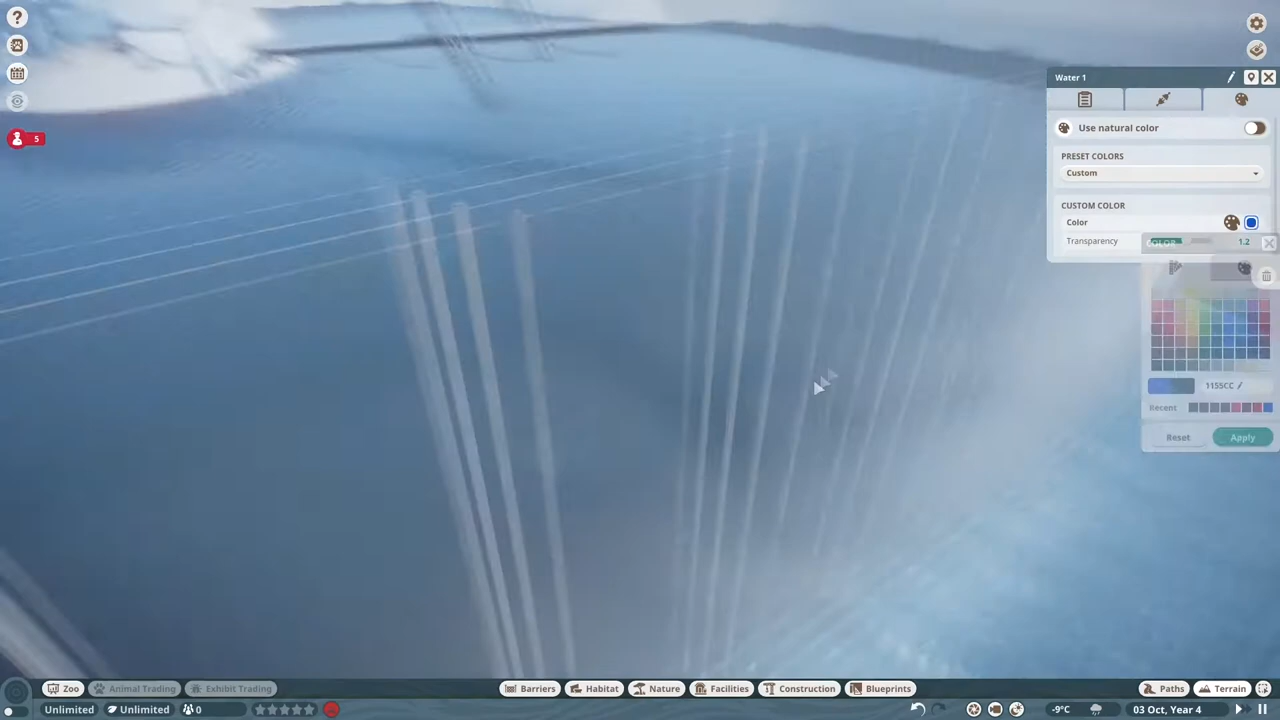 ?
5
Water 1
Use natural color
PRESET COLORS
Custom
CUSTOM COLOR
Color
Transparency 1.2
COLOR
1155CC
Recent
Reset Apply
Zoo Animal Trading Exhibit Trading Barriers Habitat Nature Facilities Construction Blueprints Paths Terrain
Unlimited Unlimited 0 -9°C 03 Oct, Year 4